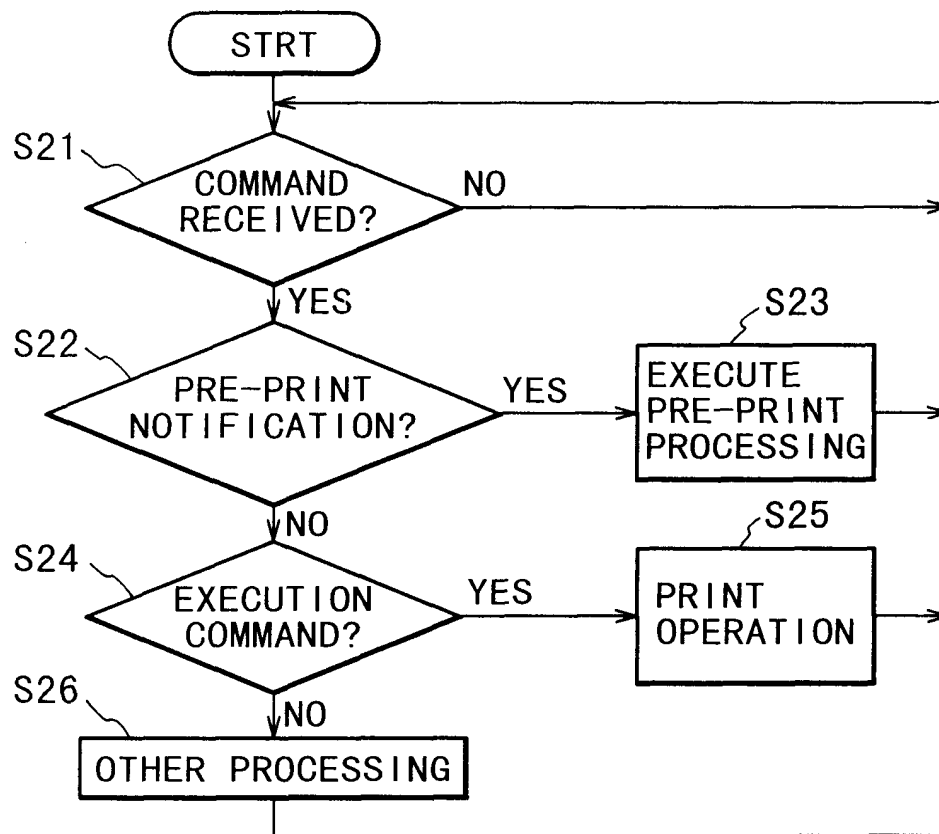 STRT
S21
COMMAND
RECEIVED?
NO
YES
S22
PRE-PRINT
NOTIFICATION?
YES
S23
EXECUTE
PRE-PRINT
PROCESSING
NO
S24
EXECUTION
COMMAND?
YES
S25
PRINT
OPERATION
NO
S26
OTHER PROCESSING